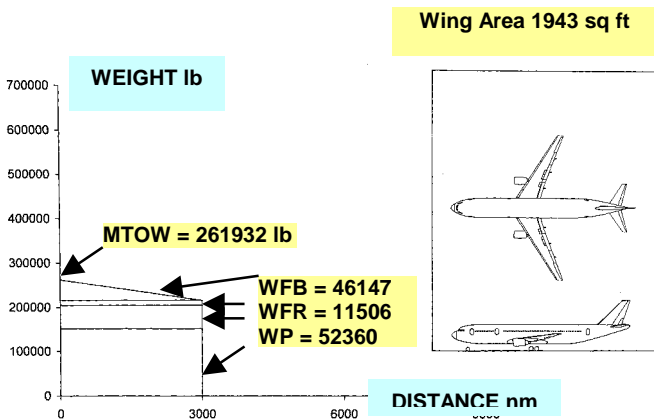 Wing Area 1943 sq ft
WEIGHT lb
700000
600000
500000
400000
300000
200000
100000
0
MTOW = 261932 lb
WFB = 46147
WFR = 11506
WP = 52360
0
3000
6000
DISTANCE nm